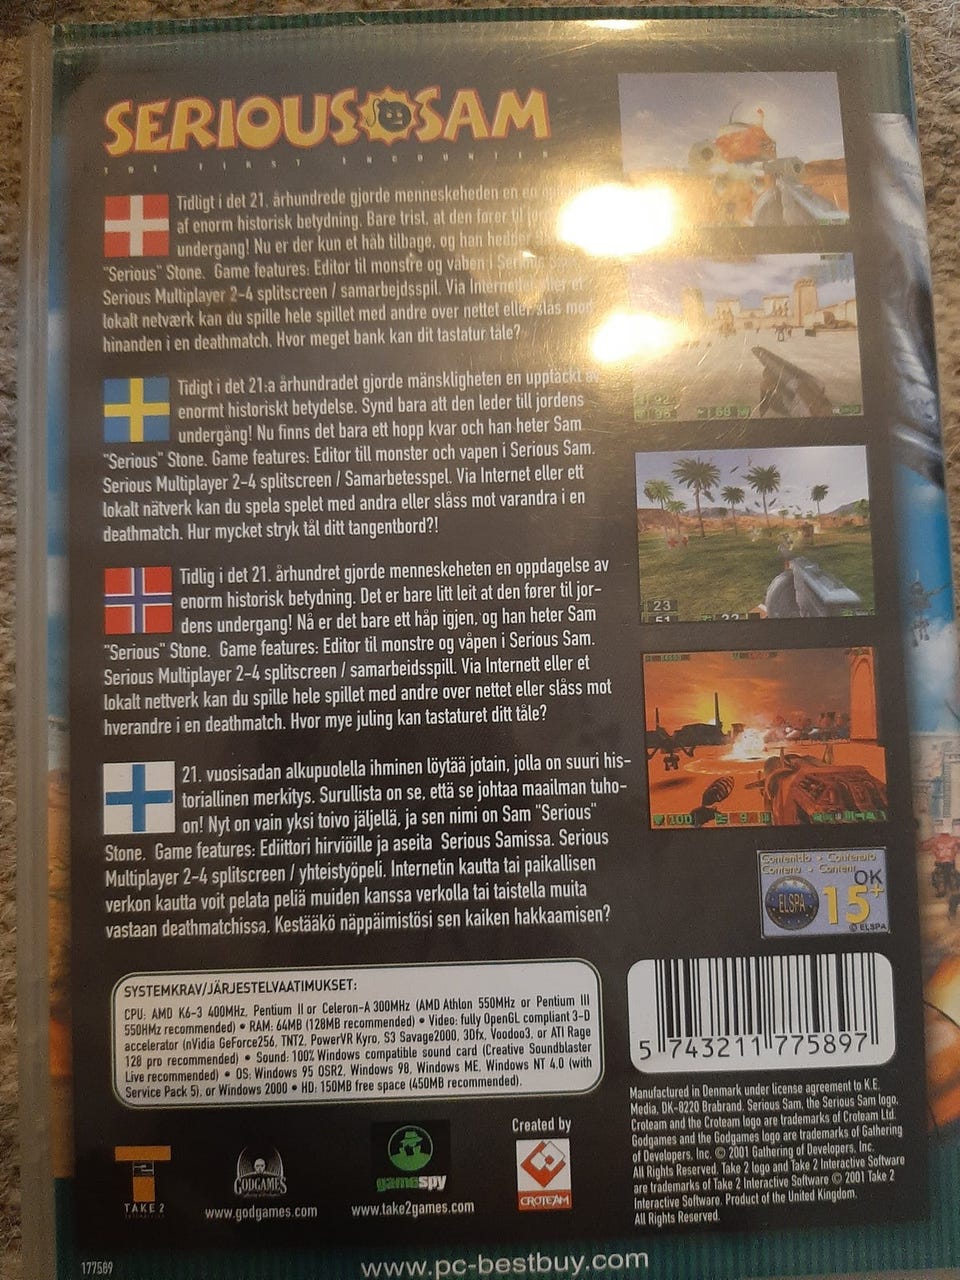 SERIOUS SAM
THE FIRST ENCOUNTER
Tidligt i det 21. århundrede gjorde menneskeheden en
af enorm historisk betydning. Bare trist, at den fører til
undergang! Nu er der kun et håb tilbage, og han hedder
"Serious" Stone. Game features: Editor til monstre og våben i
Serious Multiplayer 2-4 splitscreen / samarbejdsspil. Via Internettet eller et
lokalt netværk kan du spille hele spillet med andre over nettet eller slås mod
hinanden i en deathmatch. Hvor meget bank kan dit tastatur tåle?
Tidigt i det 21:a århundradet gjorde mänskligheten en upptäckt av
enormt historiskt betydelse. Synd bara att den leder till jordens
undergång! Nu finns det bara ett hopp kvar och han heter Sam
"Serious" Stone. Game features: Editor till monster och vapen i Serious Sam.
Serious Multiplayer 2-4 splitscreen / Samarbetesspel. Via Internet eller ett
lokalt nätverk kan du spela spelet med andra eller slåss mot varandra i en
deathmatch. Hur mycket stryk tål ditt tangentbord?!
Tidlig i det 21. århundret gjorde menneskeheten en oppdagelse av
enorm historisk betydning. Det er bare litt leit at den fører til jor-
dens undergang! Nå er det bare ett håp igjen, og han heter Sam
"Serious" Stone. Game features: Editor til monstre og våpen i Serious Sam.
Serious Multiplayer 2-4 splitscreen / samarbeidsspill. Via Internett eller et
lokalt nettverk kan du spille hele spillet med andre over nettet eller slåss mot
hverandre i en deathmatch. Hvor mye juling kan tastaturet ditt tåle?
21. vuosisadan alkupuolella ihminen löytää jotain, jolla on suuri his-
toriallinen merkitys. Surullista on se, että se johtaa maailman tuho-
on! Nyt on vain yksi toivo jäljellä, ja sen nimi on Sam "Serious"
Stone. Game features: Ediittori hirviöille ja aseita Serious Samissa. Serious
Multiplayer 2-4 splitscreen / yhteistyöpeli. Internetin kautta tai paikallisen
verkon kautta voit pelata peliä muiden kanssa verkolla tai taistella muita
vastaan deathmatchissa. Kestääkö näppäimistösi sen kaiken hakkaamisen?
23
51
100
9
Contenido • Contenuto
Contenu • Content
OK
ELSPA
15+
© ELSPA
SYSTEMKRAV/JÄRJESTELVAATIMUKSET:
CPU: AMD K6-3 400MHz, Pentium II or Celeron-A 300MHz (AMD Athlon 550MHz or Pentium III
550HMz recommended) • RAM: 64MB (128MB recommended) • Video: fully OpenGL compliant 3-D
accelerator (nVidia GeForce256, TNT2, PowerVR Kyro, S3 Savage2000, 3Dfx, Voodoo3, or ATI Rage
128 pro recommended) • Sound: 100% Windows compatible sound card (Creative Soundblaster
Live recommended) • OS: Windows 95 OSR2, Windows 98, Windows ME, Windows NT 4.0 (with
Service Pack 5), or Windows 2000 • HD: 150MB free space (450MB recommended).
5 743211 775897
Manufactured in Denmark under license agreement to K.E.
Media, DK-8220 Brabrand. Serious Sam, the Serious Sam logo,
Croteam and the Croteam logo are trademarks of Croteam Ltd.
Godgames and the Godgames logo are trademarks of Gathering
of Developers, Inc. © 2001 Gathering of Developers, Inc.
All Rights Reserved. Take 2 logo and Take 2 Interactive Software
are trademarks of Take 2 Interactive Software © 2001 Take 2
Interactive Software. Product of the United Kingdom.
All Rights Reserved.
TAKE 2
GODGAMES
www.godgames.com
gamespy
www.take2games.com
Created by
CROTEAM
177589
www.pc-bestbuy.com